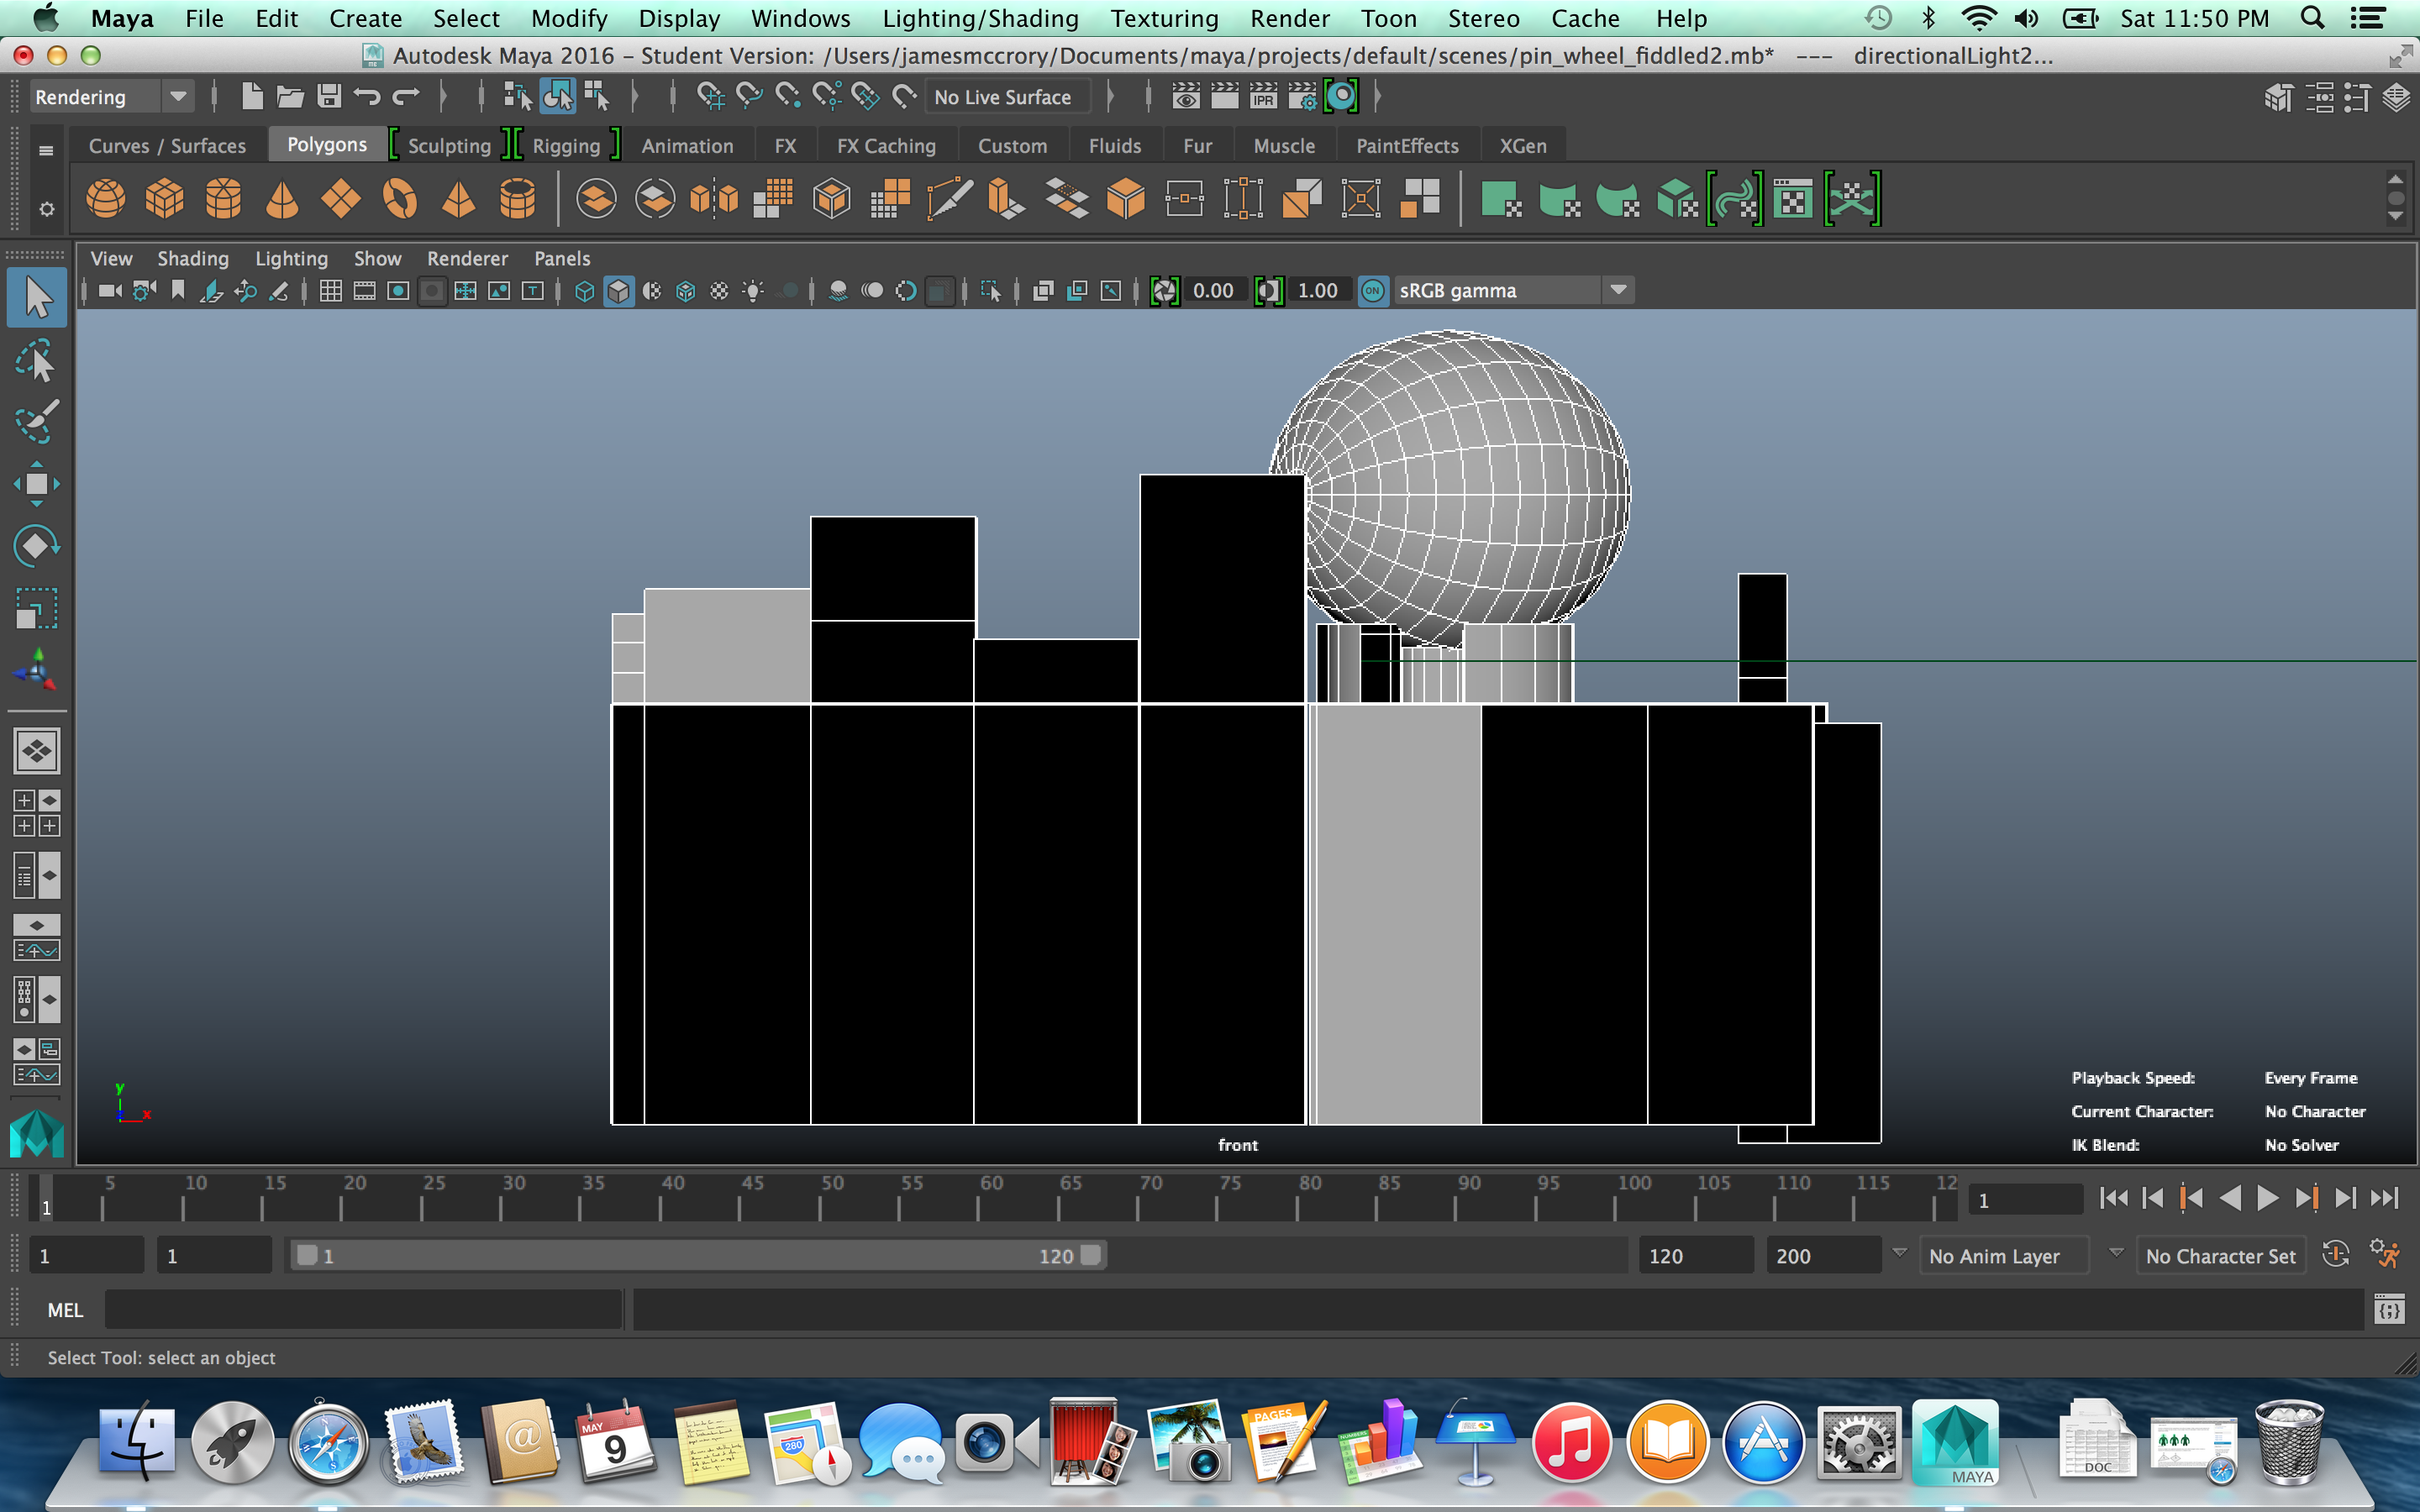 Maya File Edit Create Select Modify Display Windows Lighting/Shading Texturing Render Toon Stereo Cache Help Sat 11:50 PM
Autodesk Maya 2016 – Student Version: /Users/jamesmccrory/Documents/maya/projects/default/scenes/pin_wheel_fiddled2.mb* --- directionalLight2...
Rendering No Live Surface IPR
Curves / Surfaces Polygons Sculpting Rigging Animation FX FX Caching Custom Fluids Fur Muscle PaintEffects XGen
View Shading Lighting Show Renderer Panels
0.00 1.00 ON sRGB gamma
y
x
Playback Speed: Every Frame
Current Character: No Character
front
IK Blend: No Solver
1 5 10 15 20 25 30 35 40 45 50 55 60 65 70 75 80 85 90 95 100 105 110 115 12 1
1 1 1 120 120 200 No Anim Layer No Character Set
MEL
Select Tool: select an object
MAY
9
280
PAGES
NUMBERS
MAYA
DOC